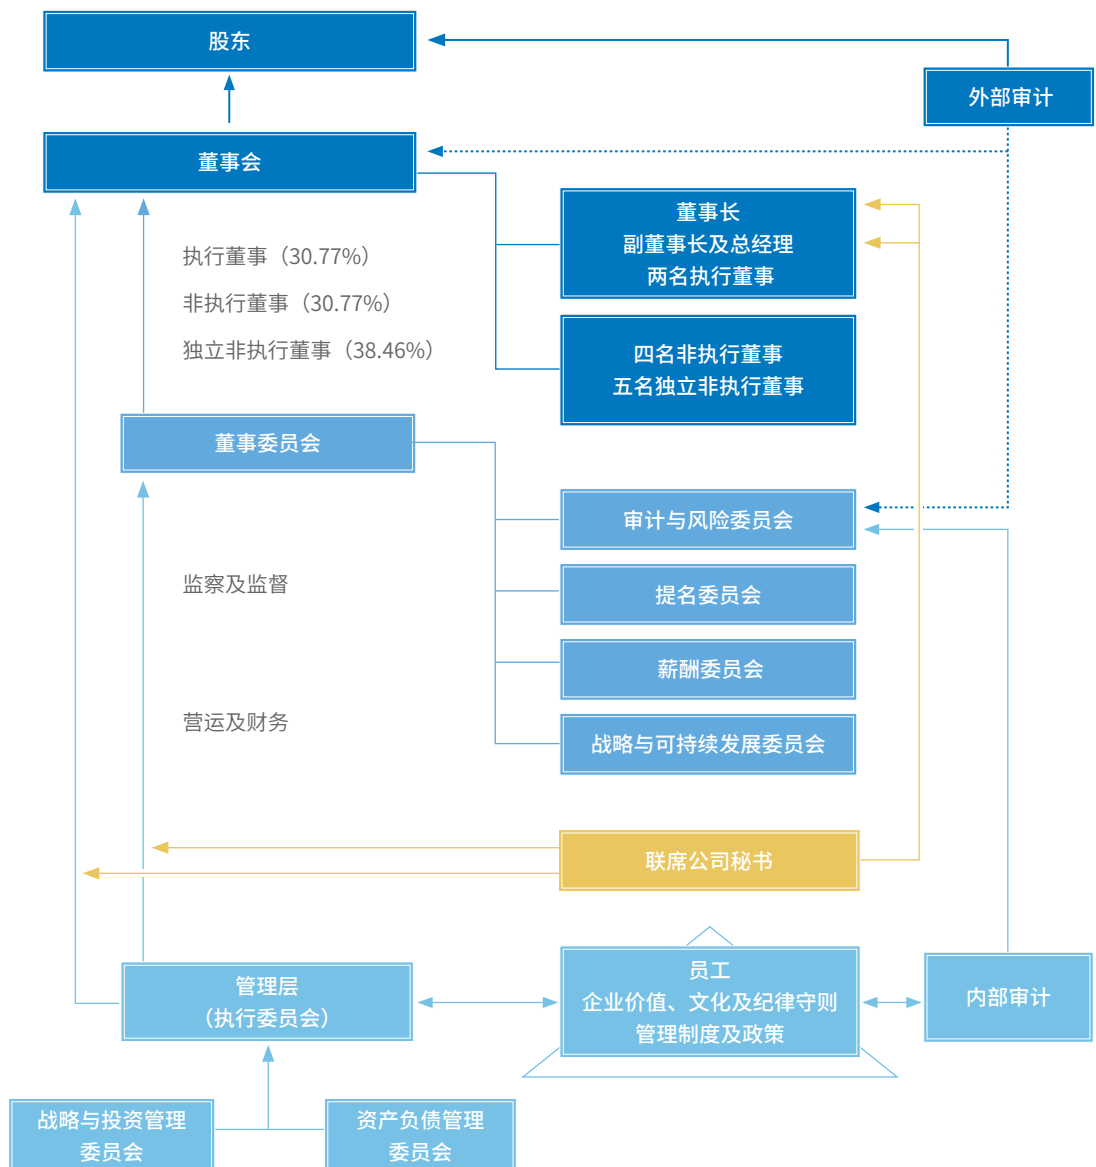 股东
外部审计
董事会
董事长
副董事长及总经理
两名执行董事
执行董事（30.77%）
非执行董事（30.77%）
独立非执行董事（38.46%）
四名非执行董事
五名独立非执行董事
董事委员会
审计与风险委员会
监察及监督
提名委员会
薪酬委员会
营运及财务
战略与可持续发展委员会
联席公司秘书
管理层
（执行委员会）
员工
企业价值、文化及纪律守则
管理制度及政策
内部审计
战略与投资管理
委员会
资产负债管理
委员会